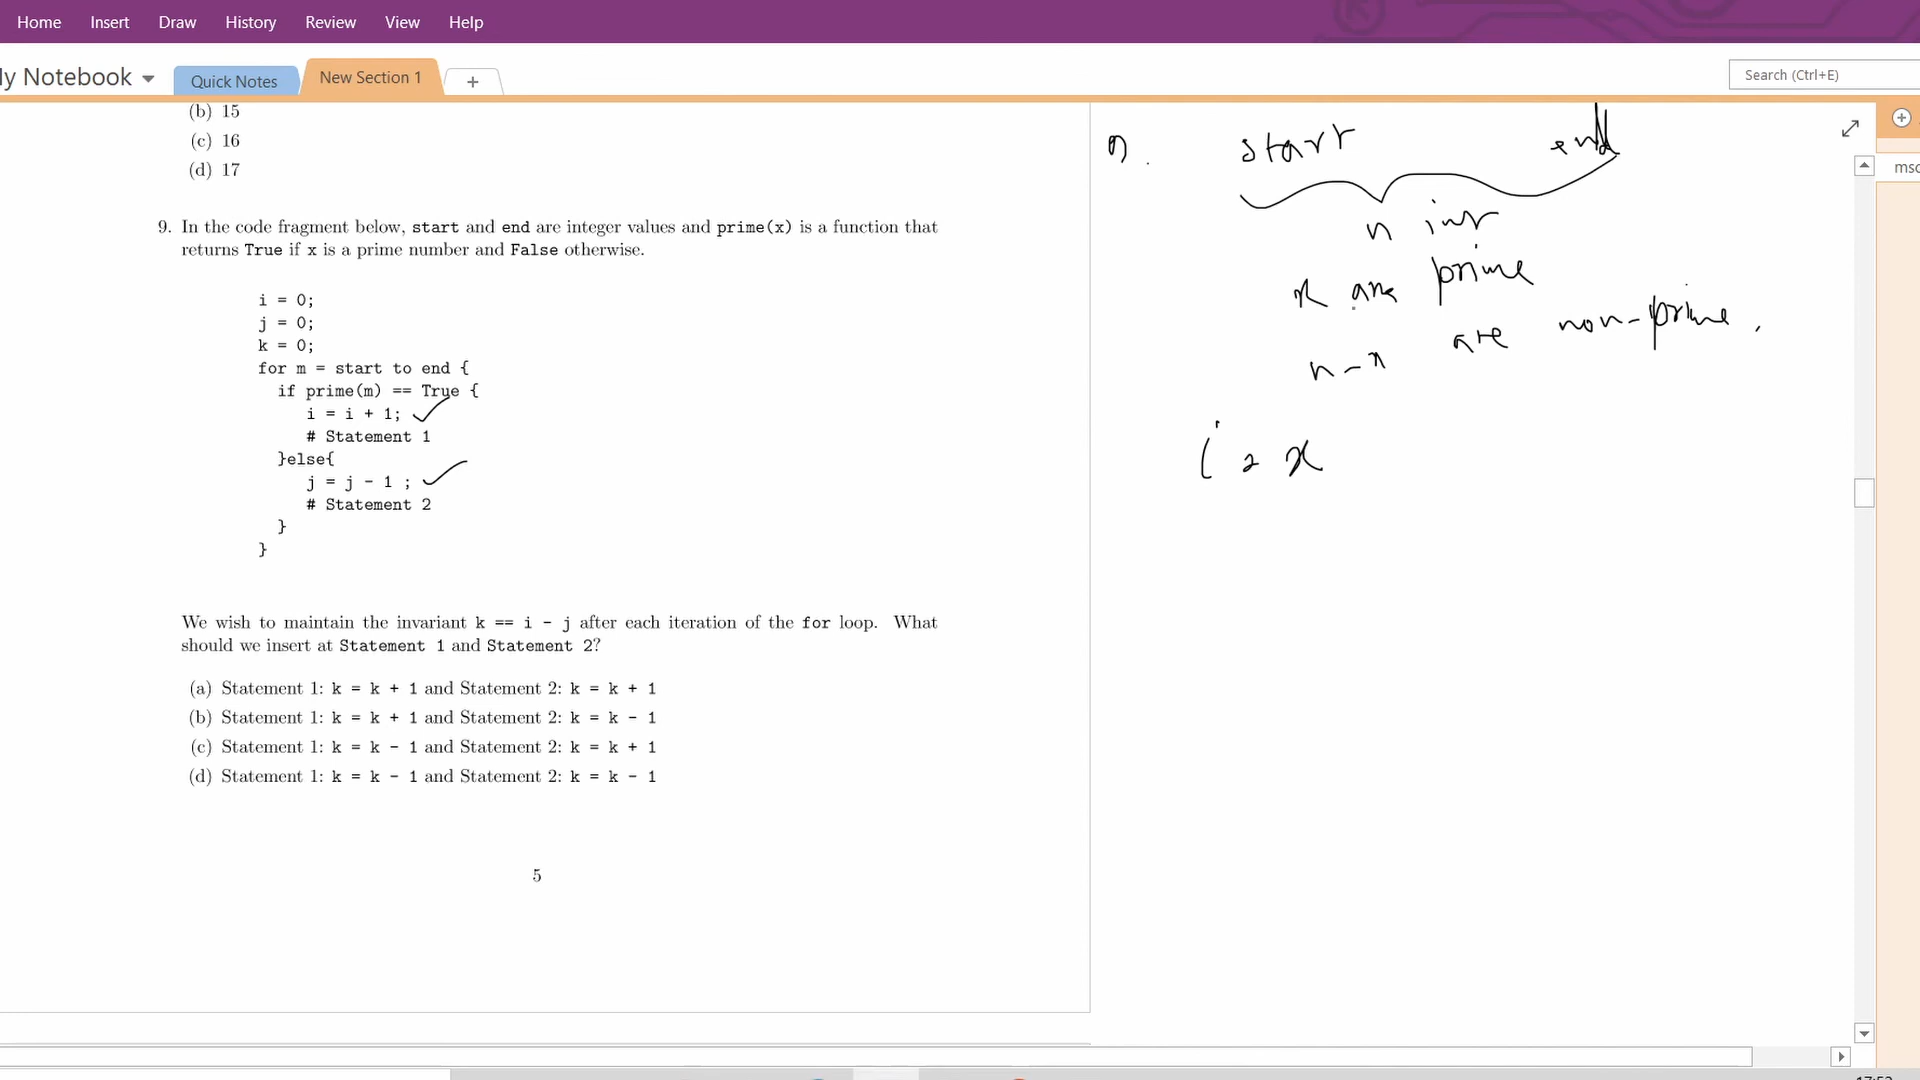 Home Insert Draw History Review View Help
ly Notebook Quick Notes New Section 1 +
Search (Ctrl+E)
(b) 15
(c) 16
(d) 17
9. In the code fragment below, start and end are integer values and prime(x) is a function that
returns True if x is a prime number and False otherwise.
i = 0;
j = 0;
k = 0;
for m = start to end {
if prime(m) == True {
i = i + 1;
# Statement 1
}else{
j = j - 1 ;
# Statement 2
}
}
We wish to maintain the invariant k == i - j after each iteration of the for loop. What
should we insert at Statement 1 and Statement 2?
(a) Statement 1: k = k + 1 and Statement 2: k = k + 1
(b) Statement 1: k = k + 1 and Statement 2: k = k - 1
(c) Statement 1: k = k - 1 and Statement 2: k = k + 1
(d) Statement 1: k = k - 1 and Statement 2: k = k - 1
5
start end
n int
x are prime
n-x are non-prime.
i = x
msc